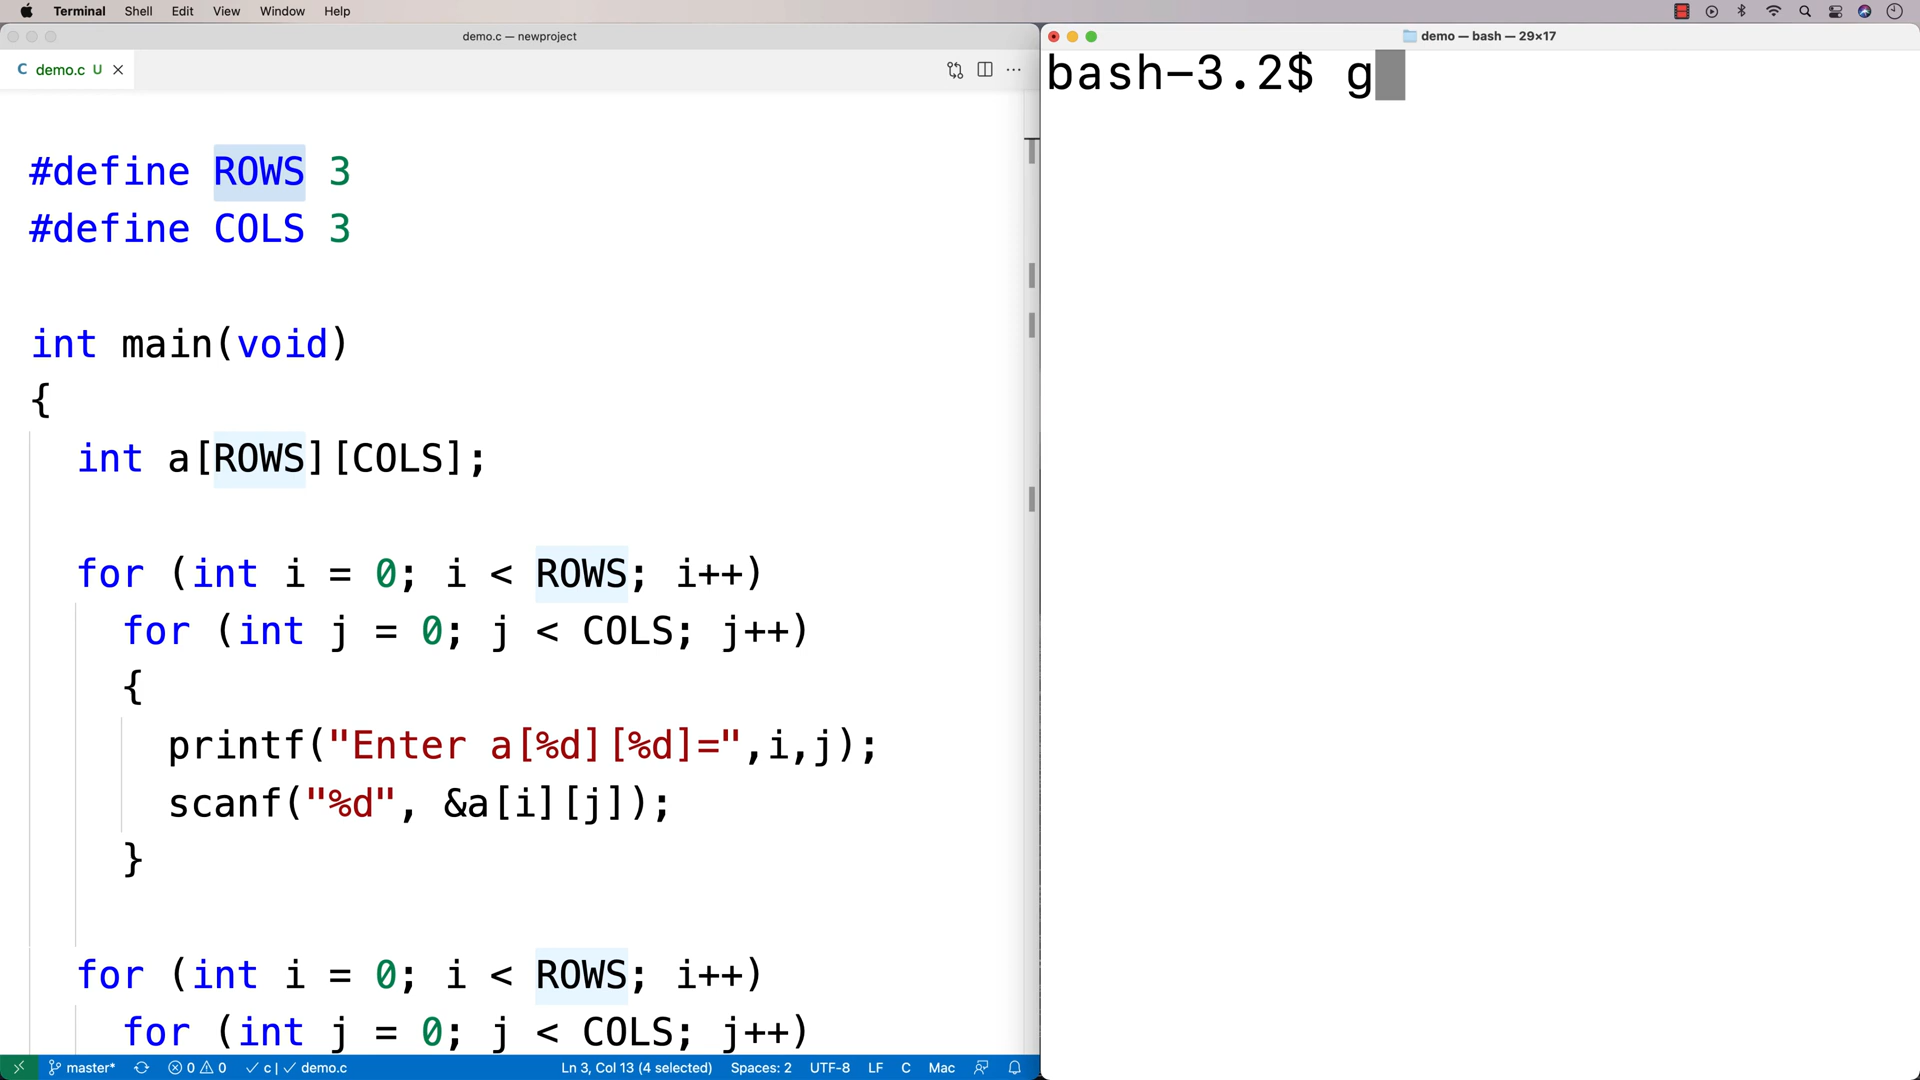 Terminal Shell Edit View Window Help
demo.c — newproject
C demo.c U
#define ROWS 3
#define COLS 3
int main(void)
{
int a[ROWS][COLS];
for (int i = 0; i < ROWS; i++)
for (int j = 0; j < COLS; j++)
{
printf("Enter a[%d][%d]=",i,j);
scanf("%d", &a[i][j]);
}
for (int i = 0; i < ROWS; i++)
for (int j = 0; j < COLS; j++)
master* 0 0 c | demo.c Ln 3, Col 13 (4 selected) Spaces: 2 UTF-8 LF C Mac
demo — bash — 29×17
bash-3.2$ g